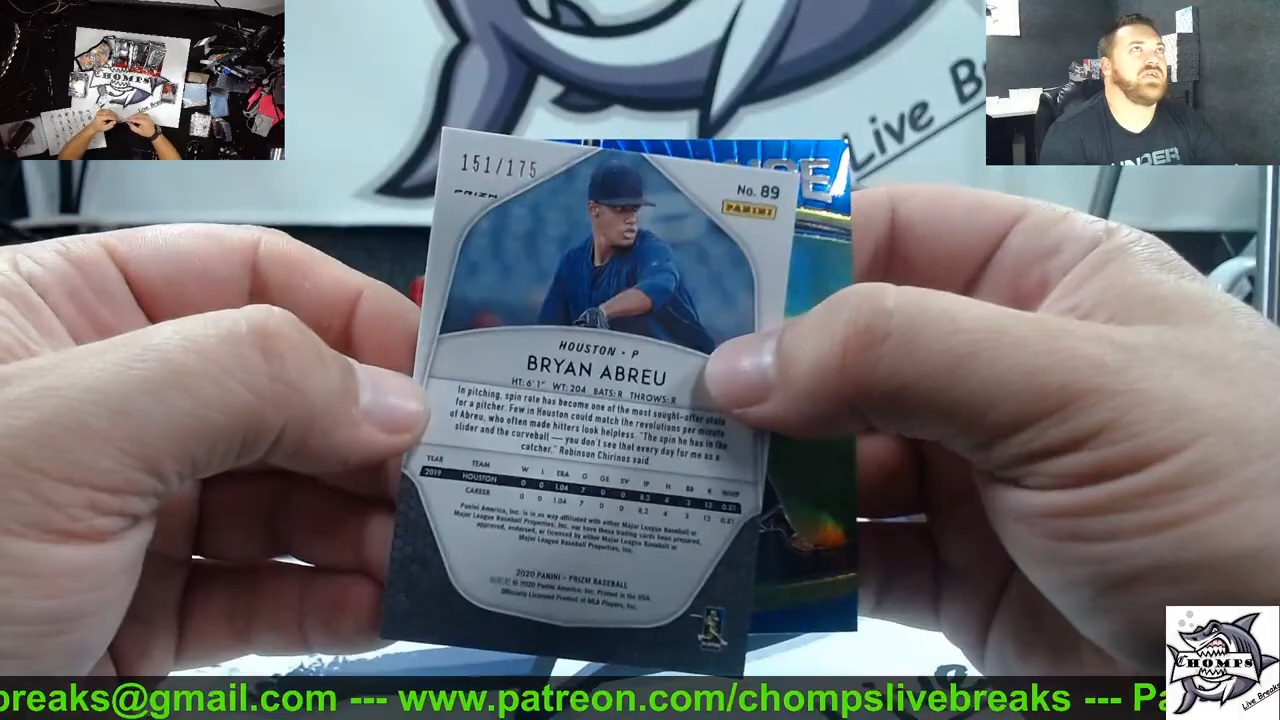 CHOMPS
Live Breaks
Live B
UNDER
151/175
PRIZM
No. 89
PANINI
HOUSTON • P
BRYAN ABREU
HT: 6'1" WT: 204 BATS: R THROWS: R
In pitching, spin rate has become one of the most sought-after stats
for a pitcher. Few in Houston could match the revolutions per minute
of Abreu, who often made hitters look helpless. "The spin he has in the
slider and the curveball — you don't see that every day for me as a
catcher," Robinson Chirinos said.
YEAR TEAM W L ERA G GS SV IP H BB K WHIP
2019 HOUSTON 0 0 1.04 7 0 0 8.2 4 3 13 0.81
CAREER 0 0 1.04 7 0 0 8.2 4 3 13 0.81
Panini America, Inc. is in no way affiliated with either Major League Baseball or
Major League Baseball Properties, Inc. nor have these trading cards been prepared,
approved, endorsed, or licensed by either Major League Baseball or
Major League Baseball Properties, Inc.
2020 PANINI - PRIZM BASEBALL
© 2020 Panini America, Inc. Printed in the USA.
Officially Licensed Product of MLB Players, Inc.
CHOMPS
Live Breaks
breaks@gmail.com --- www.patreon.com/chompslivebreaks --- Pa